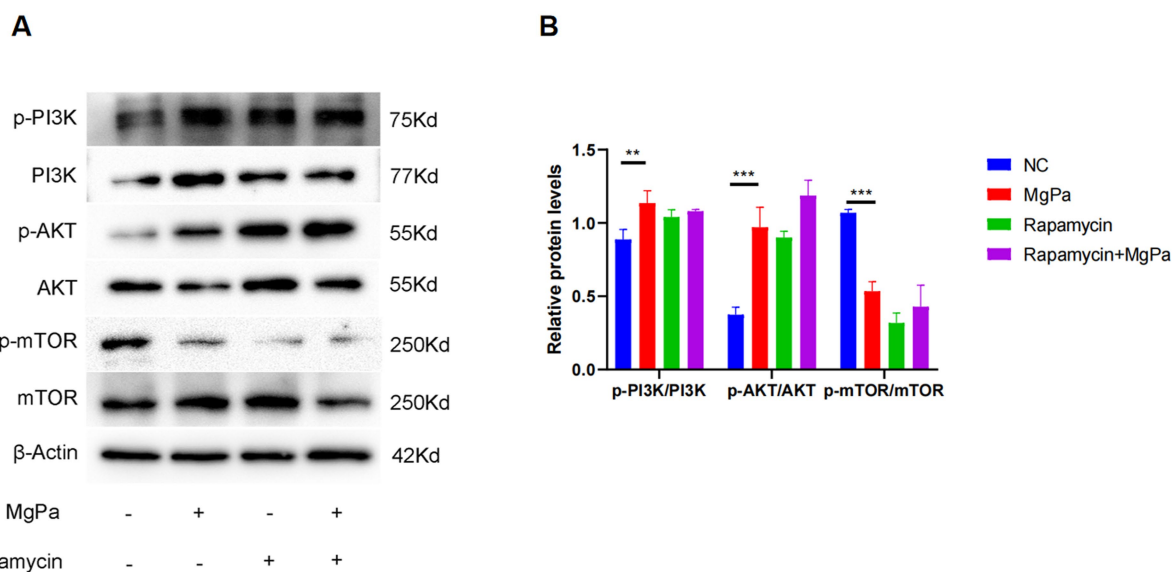 A
B
p-PI3K 75Kd
PI3K 77Kd
p-AKT 55Kd
AKT 55Kd
p-mTOR 250Kd
mTOR 250Kd
β-Actin 42Kd
MgPa - + - +
amycin - - + +
Relative protein levels
1.5
1.0
0.5
0.0
** *** ***
p-PI3K/PI3K p-AKT/AKT p-mTOR/mTOR
NC
MgPa
Rapamycin
Rapamycin+MgPa